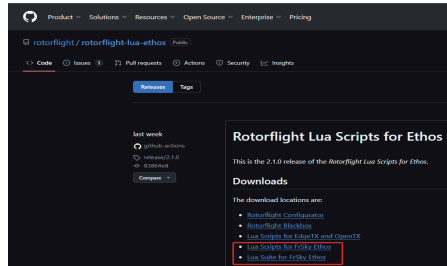 Product Solutions Resources Open Source Enterprise Pricing
rotorflight / rotorflight-lua-ethos Public
Code Issues 1 Pull requests Actions Security Insights
Releases Tags
last week
github-actions
release/2.1.0
83864e8
Compare
Rotorflight Lua Scripts for Ethos
This is the 2.1.0 release of the Rotorflight Lua Scripts for Ethos.
Downloads
The download locations are:
Rotorflight Configurator
Rotorflight Blackbox
Lua Scripts for EdgeTX and OpenTX
Lua Scripts for FrSky Ethos
Lua Suite for FrSky Ethos